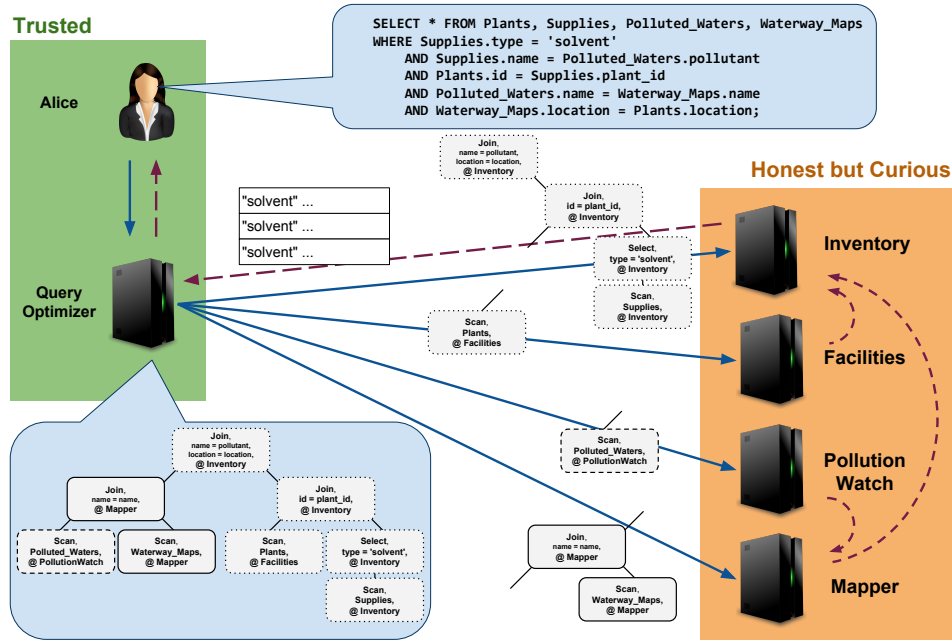 Trusted
SELECT * FROM Plants, Supplies, Polluted_Waters, Waterway_Maps
WHERE Supplies.type = 'solvent'
AND Supplies.name = Polluted_Waters.pollutant
AND Plants.id = Supplies.plant_id
AND Polluted_Waters.name = Waterway_Maps.name
AND Waterway_Maps.location = Plants.location;
Alice
Join,
name = pollutant,
location = location,
@ Inventory
Honest but Curious
Join,
id = plant_id,
@ Inventory
"solvent" ...
"solvent" ...
"solvent" ...
Select,
type = 'solvent',
@ Inventory
Inventory
Query
Optimizer
Scan,
Supplies,
@ Inventory
Scan,
Plants,
@ Facilities
Facilities
Scan,
Polluted_Waters,
@ PollutionWatch
Pollution
Watch
Join,
name = pollutant,
location = location,
@ Inventory
Join,
name = name,
@ Mapper
Join,
id = plant_id,
@ Inventory
Scan,
Polluted_Waters,
@ PollutionWatch
Scan,
Waterway_Maps,
@ Mapper
Scan,
Plants,
@ Facilities
Select,
type = 'solvent',
@ Inventory
Scan,
Supplies,
@ Inventory
Join,
name = name,
@ Mapper
Scan,
Waterway_Maps,
@ Mapper
Mapper